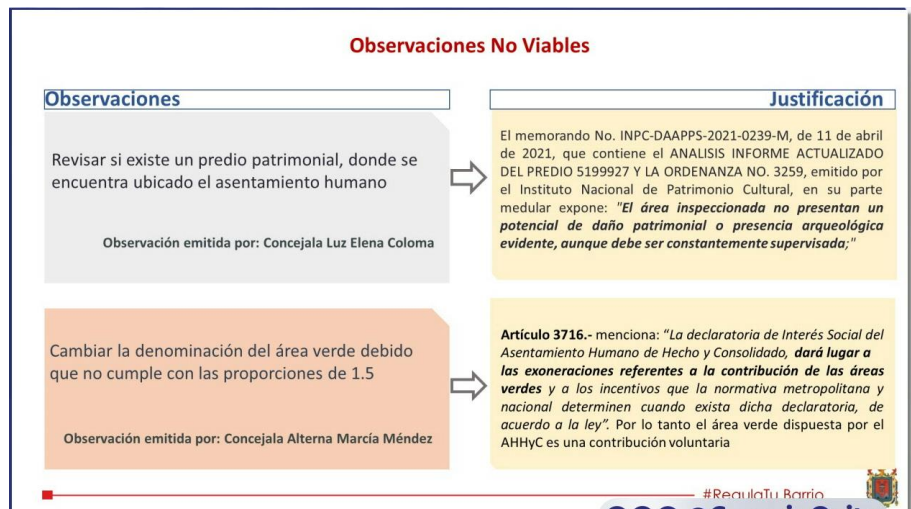 Observaciones No Viables
Observaciones
Justificación
Revisar si existe un predio patrimonial, donde se
encuentra ubicado el asentamiento humano
Observación emitida por: Concejala Luz Elena Coloma
El memorando No. INPC-DAAPPS-2021-0239-M, de 11 de abril
de 2021, que contiene el ANALISIS INFORME ACTUALIZADO
DEL PREDIO 5199927 Y LA ORDENANZA NO. 3259, emitido por
el Instituto Nacional de Patrimonio Cultural, en su parte
medular expone: "El área inspeccionada no presentan un
potencial de daño patrimonial o presencia arqueológica
evidente, aunque debe ser constantemente supervisada;"
Cambiar la denominación del área verde debido
que no cumple con las proporciones de 1.5
Observación emitida por: Concejala Alterna Marcía Méndez
Artículo 3716.- menciona: "La declaratoria de Interés Social del
Asentamiento Humano de Hecho y Consolidado, dará lugar a
las exoneraciones referentes a la contribución de las áreas
verdes y a los incentivos que la normativa metropolitana y
nacional determinen cuando exista dicha declaratoria, de
acuerdo a la ley". Por lo tanto el área verde dispuesta por el
AHHyC es una contribución voluntaria
#RegulaTu Barrio